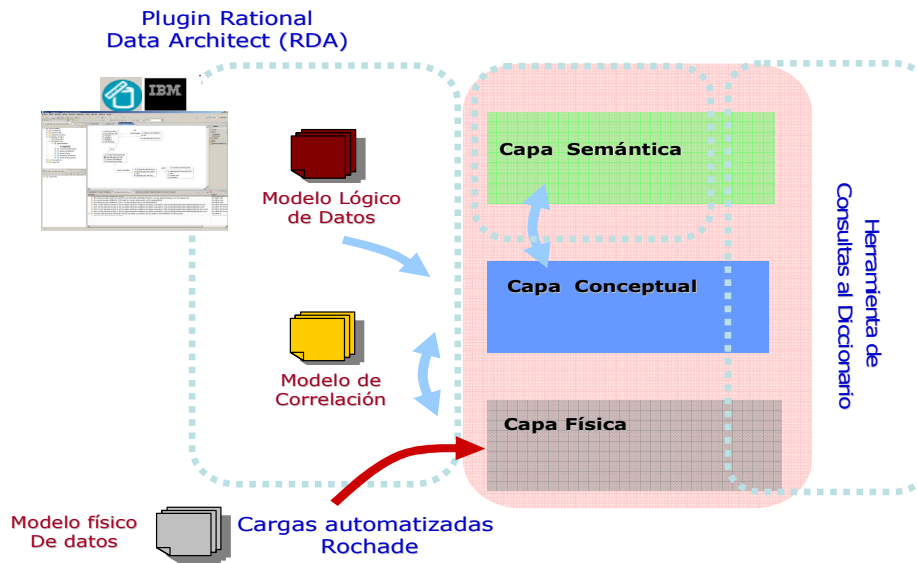 Plugin Rational
Data Architect (RDA)
IBM
Modelo Lógico
de Datos
Modelo de
Correlación
Modelo físico
De datos
Cargas automatizadas
Rochade
Capa Semántica
Capa Conceptual
Capa Física
Herramienta de
Consultas al Diccionario